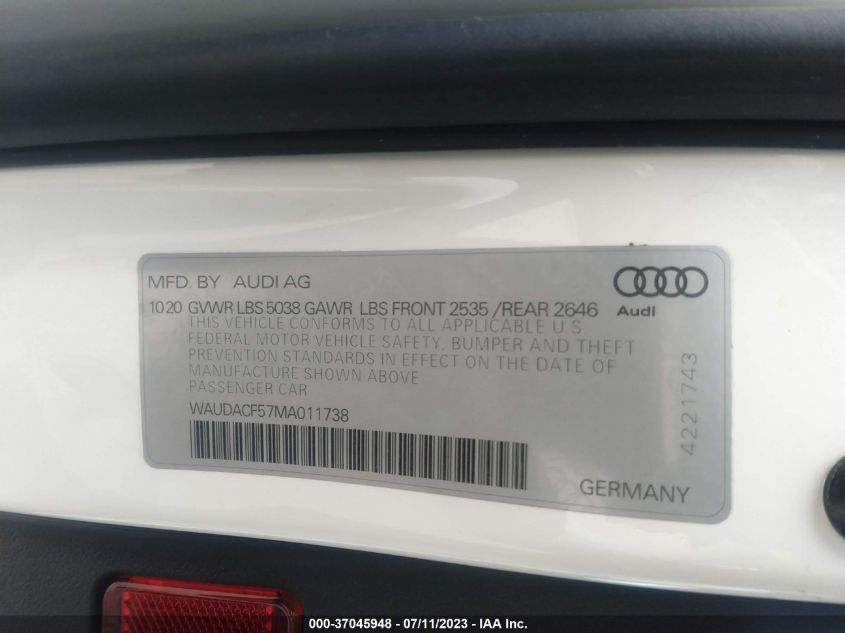 MFD. BY AUDI AG
1020 GVWR LBS 5038 GAWR LBS FRONT 2535 /REAR 2646
Audi
THIS VEHICLE CONFORMS TO ALL APPLICABLE U S
FEDERAL MOTOR VEHICLE SAFETY, BUMPER AND THEFT
PREVENTION STANDARDS IN EFFECT ON THE DATE OF
MANUFACTURE SHOWN ABOVE
PASSENGER CAR
WAUDACF57MA011738
4221743
GERMANY
000-37045948 - 07/11/2023 - IAA Inc.